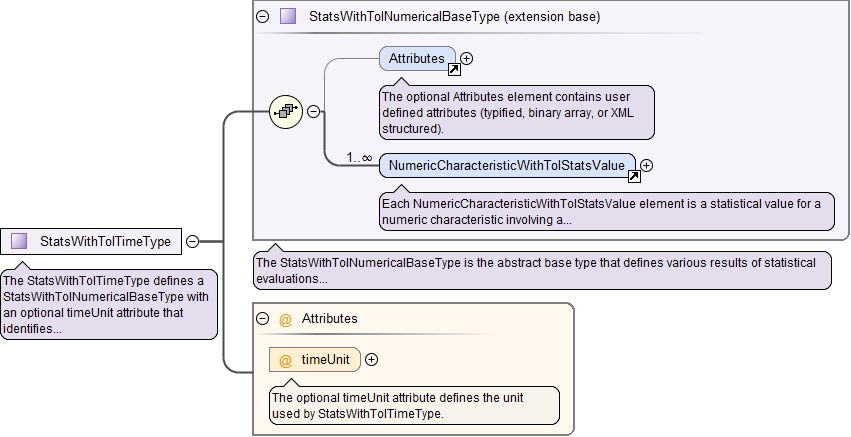 StatsWithTolNumericalBaseType (extension base)
Attributes
The optional Attributes element contains user
defined attributes (typified, binary array, or XML
structured).
1..∞
NumericCharacteristicWithTolStatsValue
Each NumericCharacteristicWithTolStatsValue element is a statistical value for a
numeric characteristic involving a...
StatsWithTolTimeType
The StatsWithTolTimeType defines a
StatsWithTolNumericalBaseType with
an optional timeUnit attribute that
identifies...
The StatsWithTolNumericalBaseType is the abstract base type that defines various results of statistical
evaluations...
@ Attributes
@ timeUnit
The optional timeUnit attribute defines the unit
used by StatsWithTolTimeType.